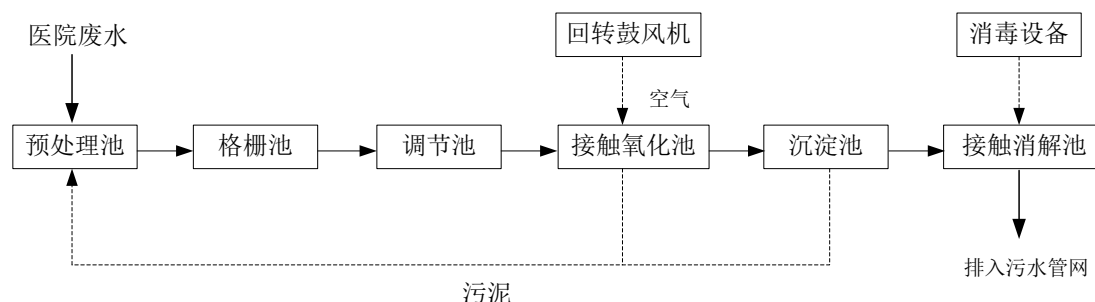 医院废水
回转鼓风机
消毒设备
空气
预处理池
格栅池
调节池
接触氧化池
沉淀池
接触消解池
排入污水管网
污泥